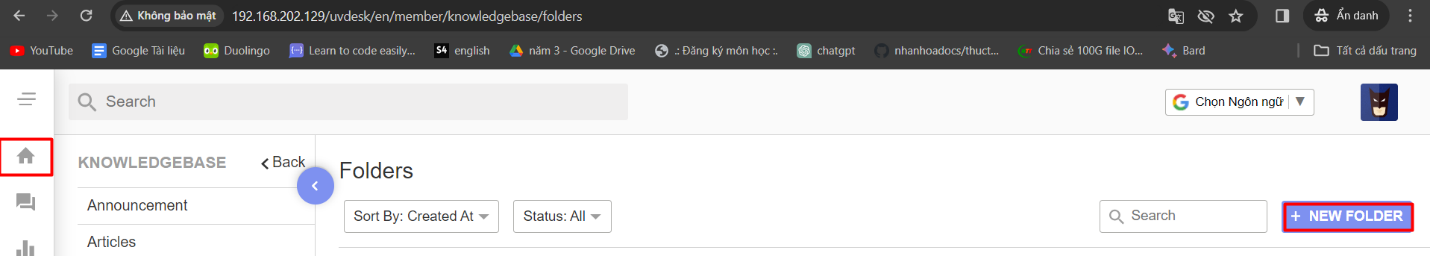 Không bảo mật 192.168.202.129/uvdesk/en/member/knowledgebase/folders Ẩn danh
YouTube Google Tài liệu Duolingo Learn to code easily... S4 english năm 3 - Google Drive .: Đăng ký môn học :. chatgpt nhanhoadocs/thuct... Chia sẻ 100G file IO... Bard Tất cả dấu trang
Search Chọn Ngôn ngữ ▼
KNOWLEDGEBASE Back
Folders
Announcement
Sort By: Created At Status: All Search + NEW FOLDER
Articles